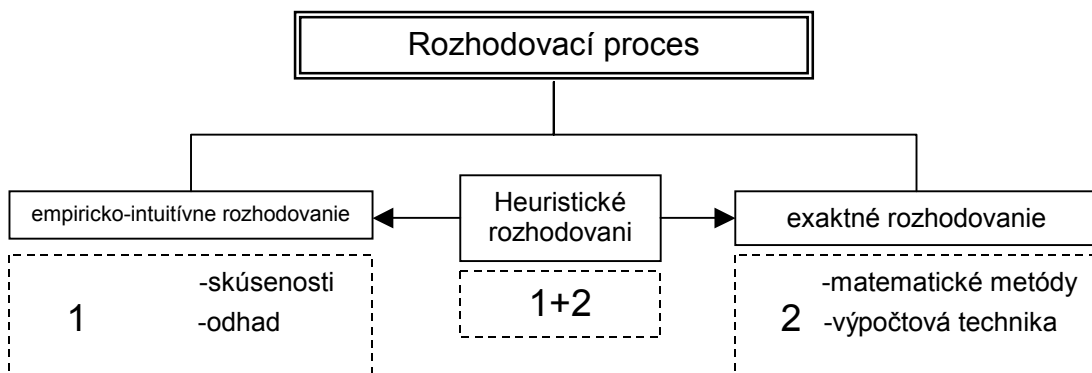 Rozhodovací proces
empiricko-intuitívne rozhodovanie
Heuristické
rozhodovani
exaktné rozhodovanie
1
-skúsenosti
-odhad
1+2
2
-matematické metódy
-výpočtová technika